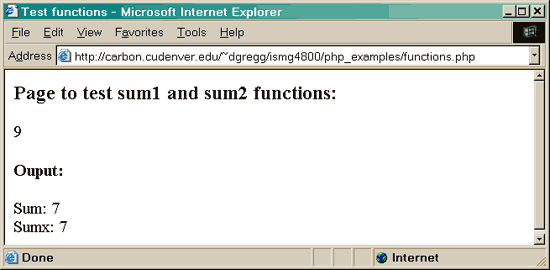 Test functions - Microsoft Internet Explorer
File Edit View Favorites Tools Help
Address http://carbon.cudenver.edu/~dgregg/ismg4800/php_examples/functions.php
Page to test sum1 and sum2 functions:
9
Ouput:
Sum: 7
Sumx: 7
Done Internet